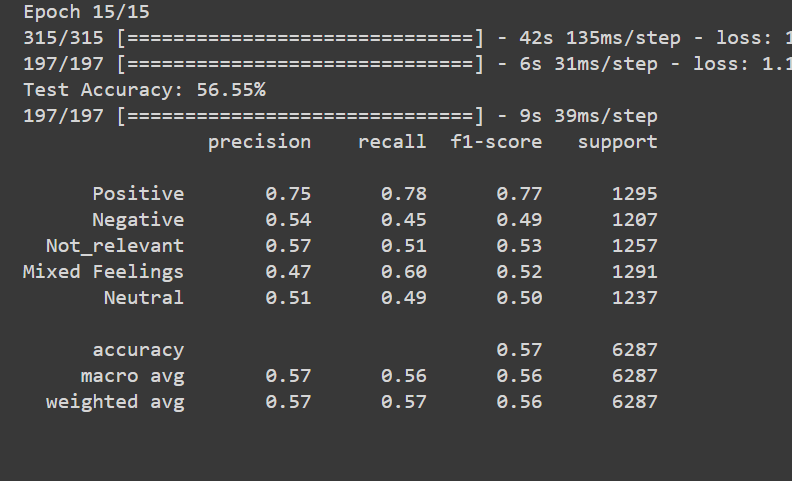 Epoch 15/15
315/315 [==============================] - 42s 135ms/step - loss: 1
197/197 [==============================] - 6s 31ms/step - loss: 1.1
Test Accuracy: 56.55%
197/197 [==============================] - 9s 39ms/step
precision recall f1-score support
Positive 0.75 0.78 0.77 1295
Negative 0.54 0.45 0.49 1207
Not_relevant 0.57 0.51 0.53 1257
Mixed Feelings 0.47 0.60 0.52 1291
Neutral 0.51 0.49 0.50 1237
accuracy 0.57 6287
macro avg 0.57 0.56 0.56 6287
weighted avg 0.57 0.57 0.56 6287